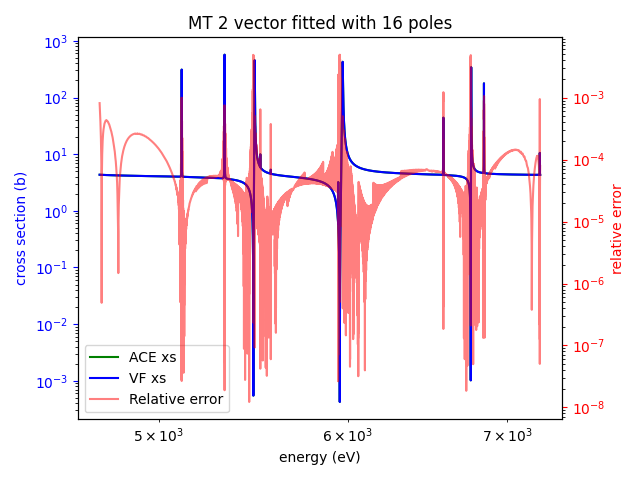 MT 2 vector fitted with 16 poles
10³
10²
10¹
10⁰
10⁻¹
10⁻²
10⁻³
cross section (b)
10⁻³
10⁻⁴
10⁻⁵
10⁻⁶
10⁻⁷
10⁻⁸
relative error
ACE xs
VF xs
Relative error
5 × 10³
6 × 10³
7 × 10³
energy (eV)